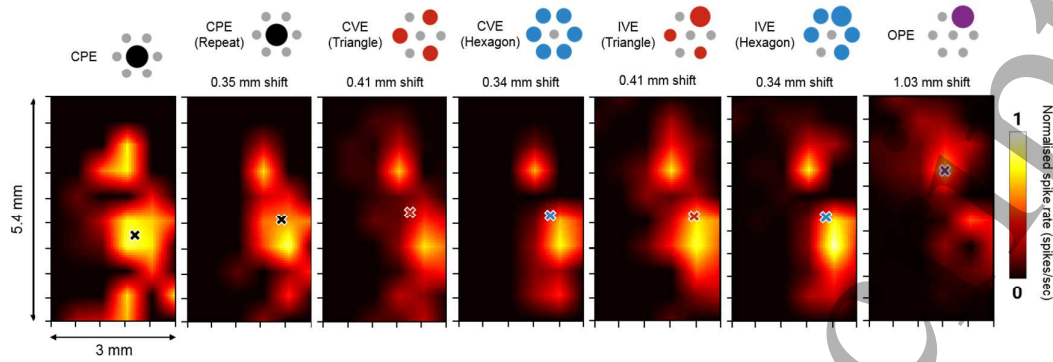 CPE
CPE
(Repeat)
0.35 mm shift
CVE
(Triangle)
0.41 mm shift
CVE
(Hexagon)
0.34 mm shift
IVE
(Triangle)
0.41 mm shift
IVE
(Hexagon)
0.34 mm shift
OPE
1.03 mm shift
5.4 mm
3 mm
1
0
Normalised spike rate (spikes/sec)